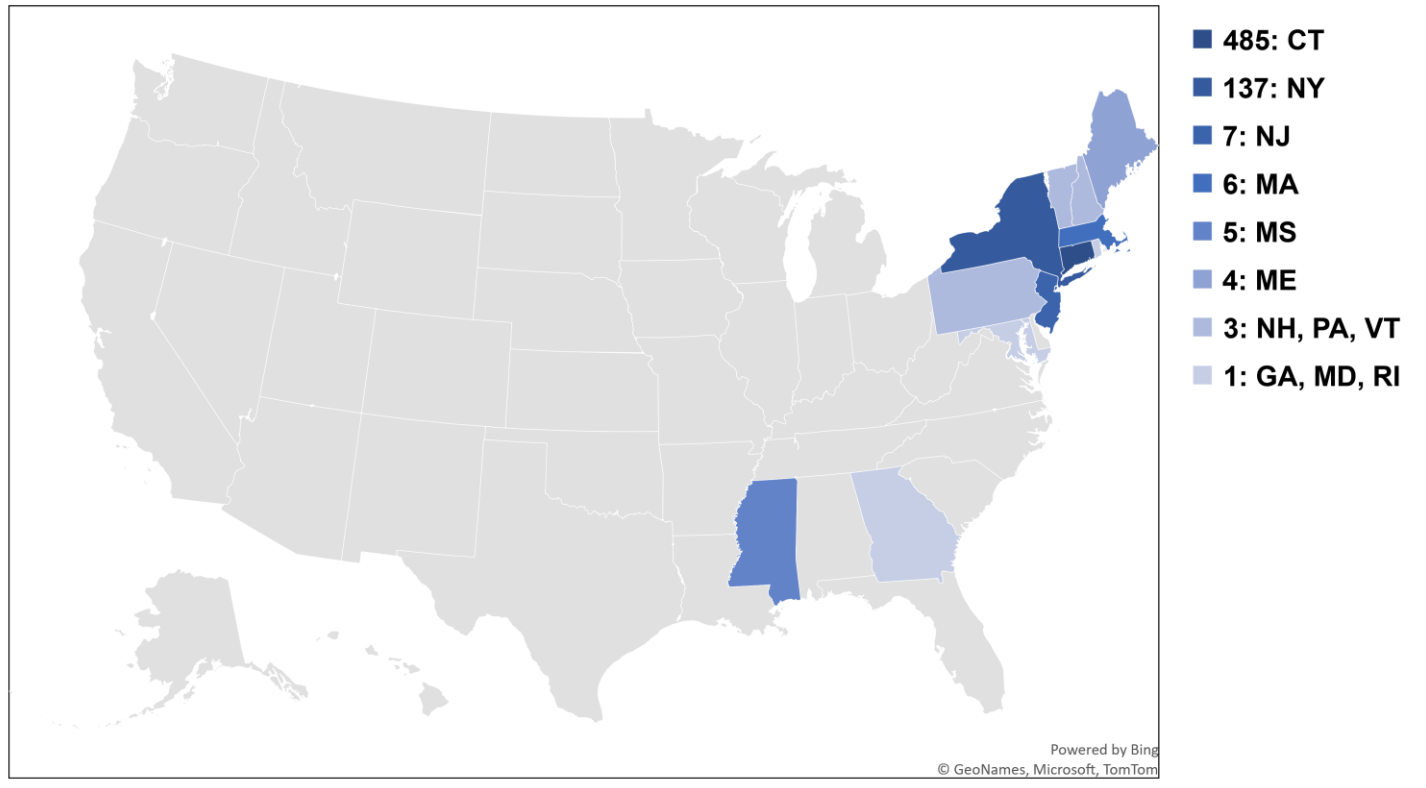 485: CT
137: NY
7: NJ
6: MA
5: MS
4: ME
3: NH, PA, VT
1: GA, MD, RI
Powered by Bing
© GeoNames, Microsoft, TomTom